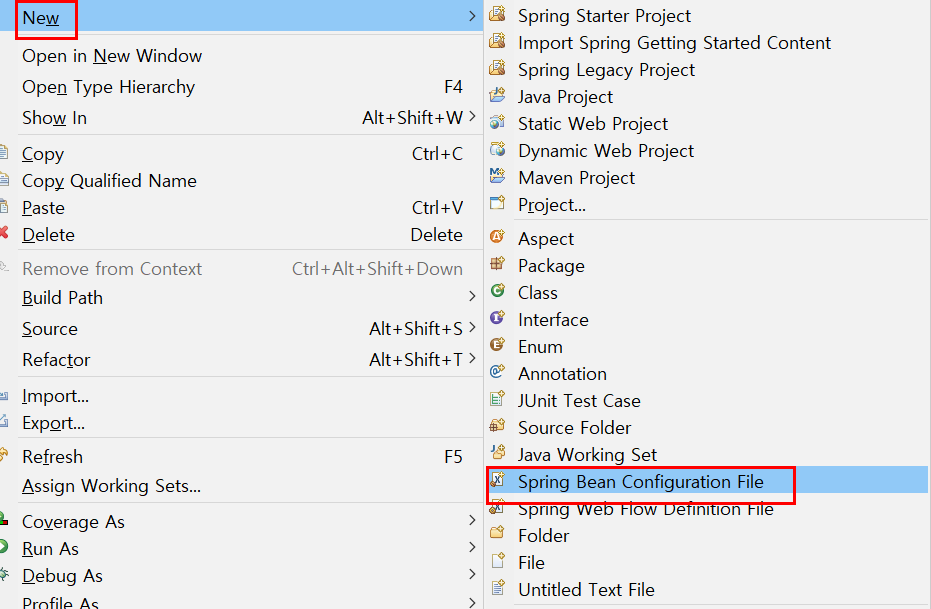 New
Open in New Window
Open Type Hierarchy F4
Show In Alt+Shift+W
Copy Ctrl+C
Copy Qualified Name
Paste Ctrl+V
Delete Delete
Remove from Context Ctrl+Alt+Shift+Down
Build Path
Source Alt+Shift+S
Refactor Alt+Shift+T
Import...
Export...
Refresh F5
Assign Working Sets...
Coverage As
Run As
Debug As
Profile As
Spring Starter Project
Import Spring Getting Started Content
Spring Legacy Project
Java Project
Static Web Project
Dynamic Web Project
Maven Project
Project...
Aspect
Package
Class
Interface
Enum
Annotation
JUnit Test Case
Source Folder
Java Working Set
Spring Bean Configuration File
Spring Web Flow Definition File
Folder
File
Untitled Text File